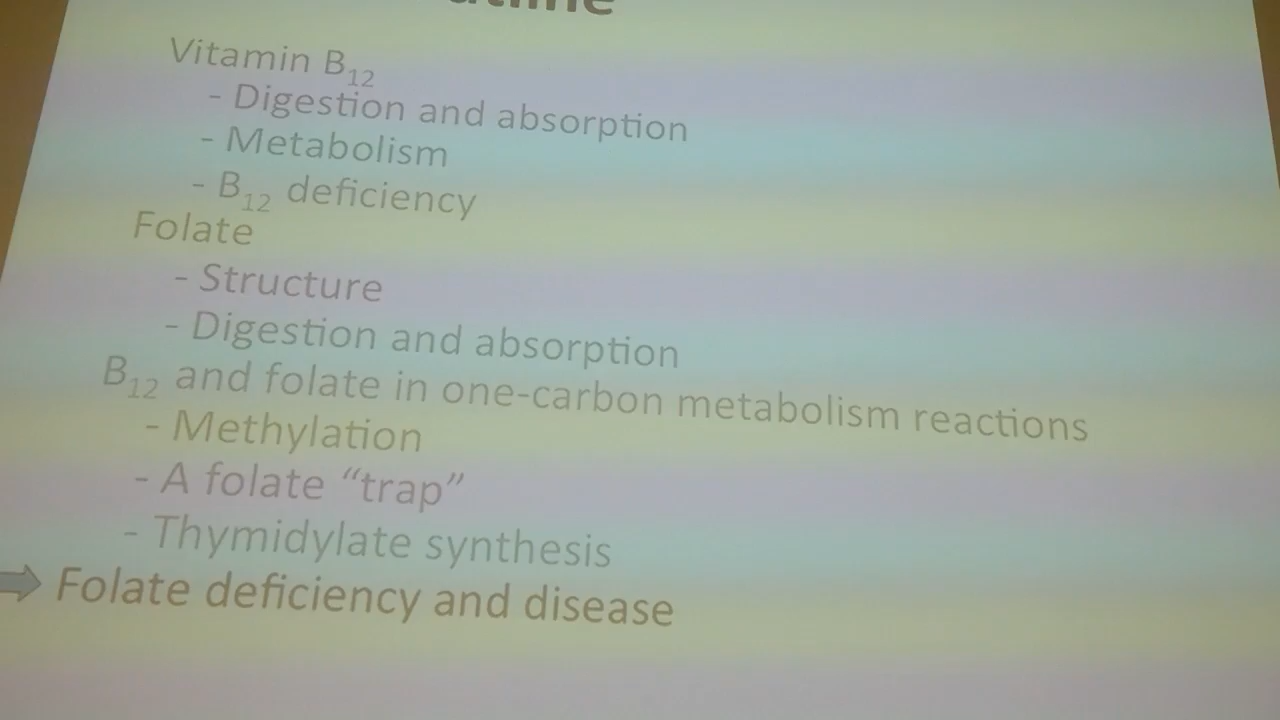 Vitamin B12
- Digestion and absorption
- Metabolism
- B12 deficiency
Folate
- Structure
- Digestion and absorption
B12 and folate in one-carbon metabolism reactions
- Methylation
- A folate “trap”
- Thymidylate synthesis
Folate deficiency and disease